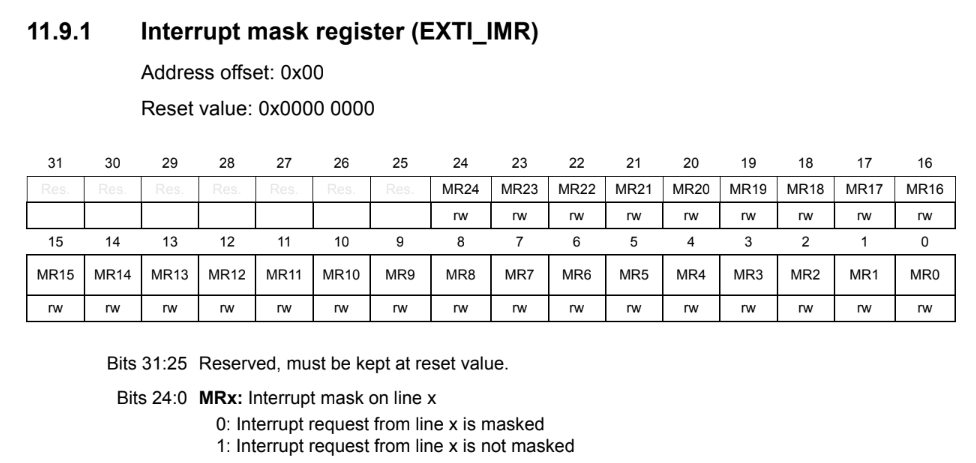 11.9.1 Interrupt mask register (EXTI_IMR)
Address offset: 0x00
Reset value: 0x0000 0000
31 30 29 28 27 26 25 24 23 22 21 20 19 18 17 16
Res. Res. Res. Res. Res. Res. Res. MR24 MR23 MR22 MR21 MR20 MR19 MR18 MR17 MR16
rw rw rw rw rw rw rw rw rw
15 14 13 12 11 10 9 8 7 6 5 4 3 2 1 0
MR15 MR14 MR13 MR12 MR11 MR10 MR9 MR8 MR7 MR6 MR5 MR4 MR3 MR2 MR1 MR0
rw rw rw rw rw rw rw rw rw rw rw rw rw rw rw rw
Bits 31:25 Reserved, must be kept at reset value.
Bits 24:0 MRx: Interrupt mask on line x
0: Interrupt request from line x is masked
1: Interrupt request from line x is not masked